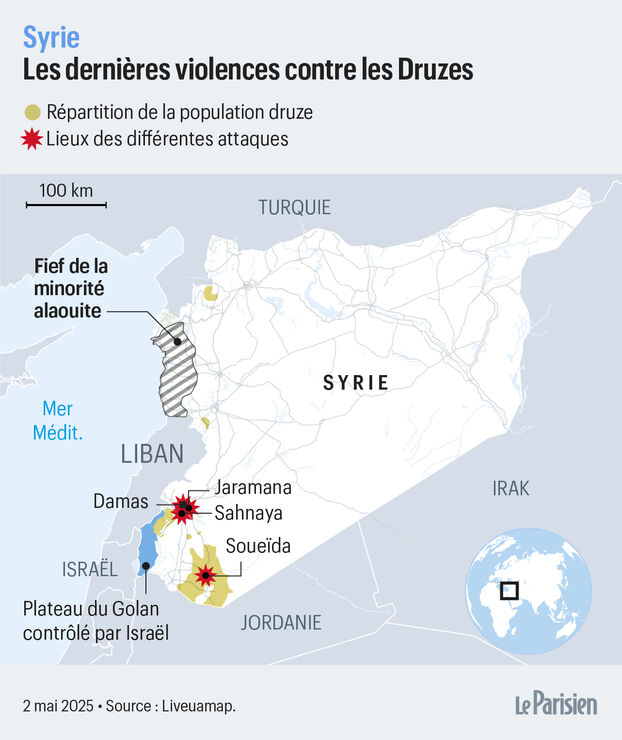 Syrie
Les dernières violences contre les Druzes
Répartition de la population druze
Lieux des différentes attaques
100 km
TURQUIE
Fief de la
minorité
alaouite
SYRIE
Mer
Médit.
LIBAN
IRAK
Jaramana
Damas
Sahnaya
Soueïda
ISRAËL
Plateau du Golan
contrôlé par Israël
JORDANIE
2 mai 2025 • Source : Liveuamap.
Le Parisien